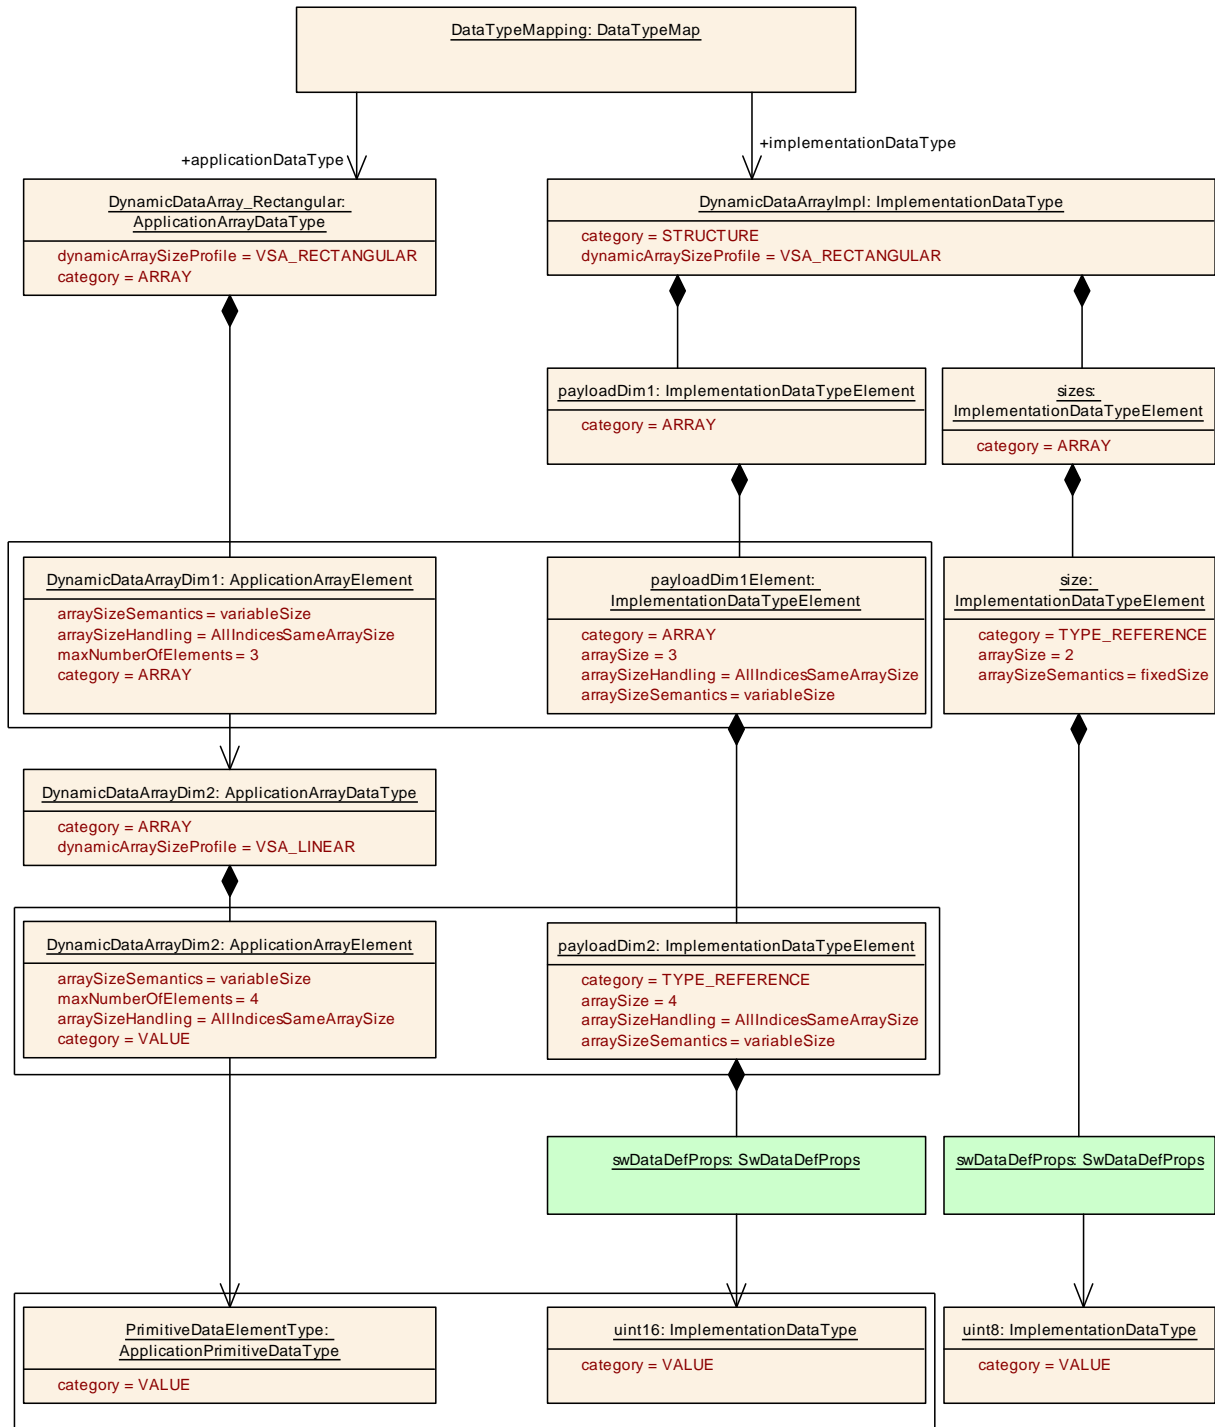 DataTypeMapping: DataTypeMap
+applicationDataType
+implementationDataType
DynamicDataArray_Rectangular:
ApplicationArrayDataType
dynamicArraySizeProfile = VSA_RECTANGULAR
category = ARRAY
DynamicDataArrayImpl: ImplementationDataType
category = STRUCTURE
dynamicArraySizeProfile = VSA_RECTANGULAR
payloadDim1: ImplementationDataTypeElement
category = ARRAY
sizes:
ImplementationDataTypeElement
category = ARRAY
DynamicDataArrayDim1: ApplicationArrayElement
arraySizeSemantics = variableSize
arraySizeHandling = AllIndicesSameArraySize
maxNumberOfElements = 3
category = ARRAY
payloadDim1Element:
ImplementationDataTypeElement
category = ARRAY
arraySize = 3
arraySizeHandling = AllIndicesSameArraySize
arraySizeSemantics = variableSize
size:
ImplementationDataTypeElement
category = TYPE_REFERENCE
arraySize = 2
arraySizeSemantics = fixedSize
DynamicDataArrayDim2: ApplicationArrayDataType
category = ARRAY
dynamicArraySizeProfile = VSA_LINEAR
DynamicDataArrayDim2: ApplicationArrayElement
arraySizeSemantics = variableSize
maxNumberOfElements = 4
arraySizeHandling = AllIndicesSameArraySize
category = VALUE
payloadDim2: ImplementationDataTypeElement
category = TYPE_REFERENCE
arraySize = 4
arraySizeHandling = AllIndicesSameArraySize
arraySizeSemantics = variableSize
swDataDefProps: SwDataDefProps
swDataDefProps: SwDataDefProps
PrimitiveDataElementType:
ApplicationPrimitiveDataType
category = VALUE
uint16: ImplementationDataType
category = VALUE
uint8: ImplementationDataType
category = VALUE